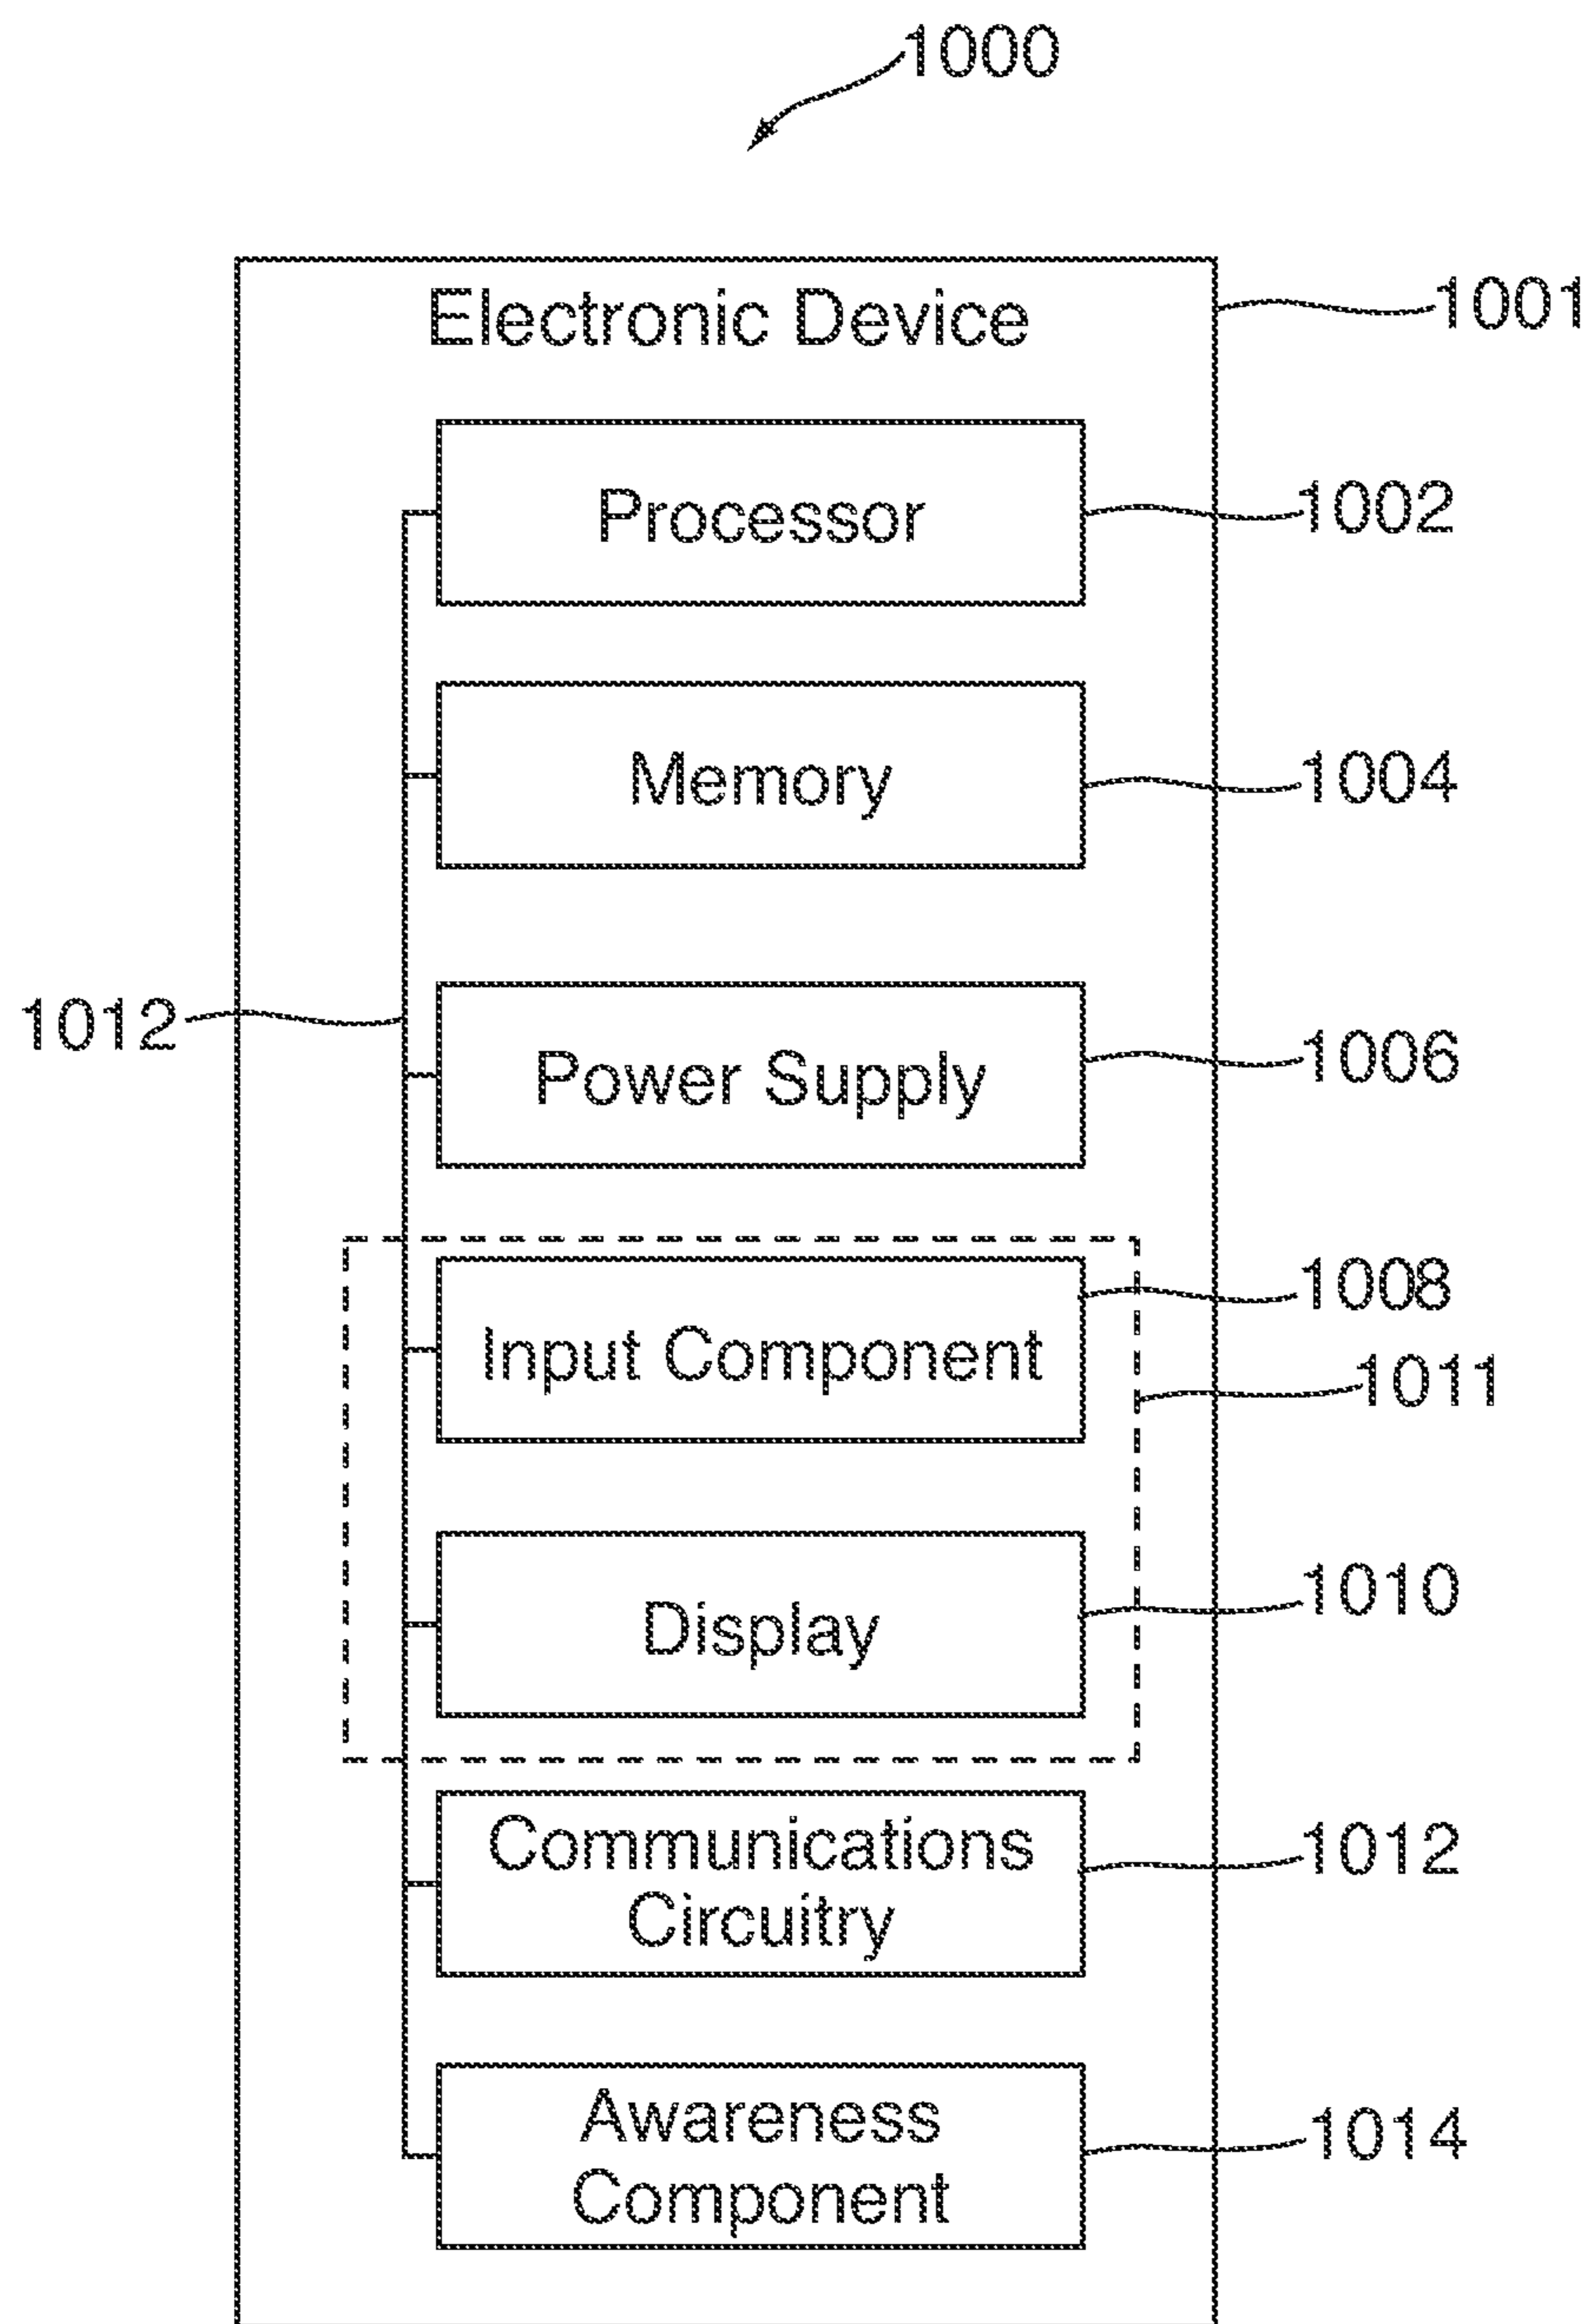 1000
Electronic Device
1001
Processor
1002
Memory
1004
1012
Power Supply
1006
Input Component
1008
1011
Display
1010
Communications
Circuitry
1012
Awareness
Component
1014